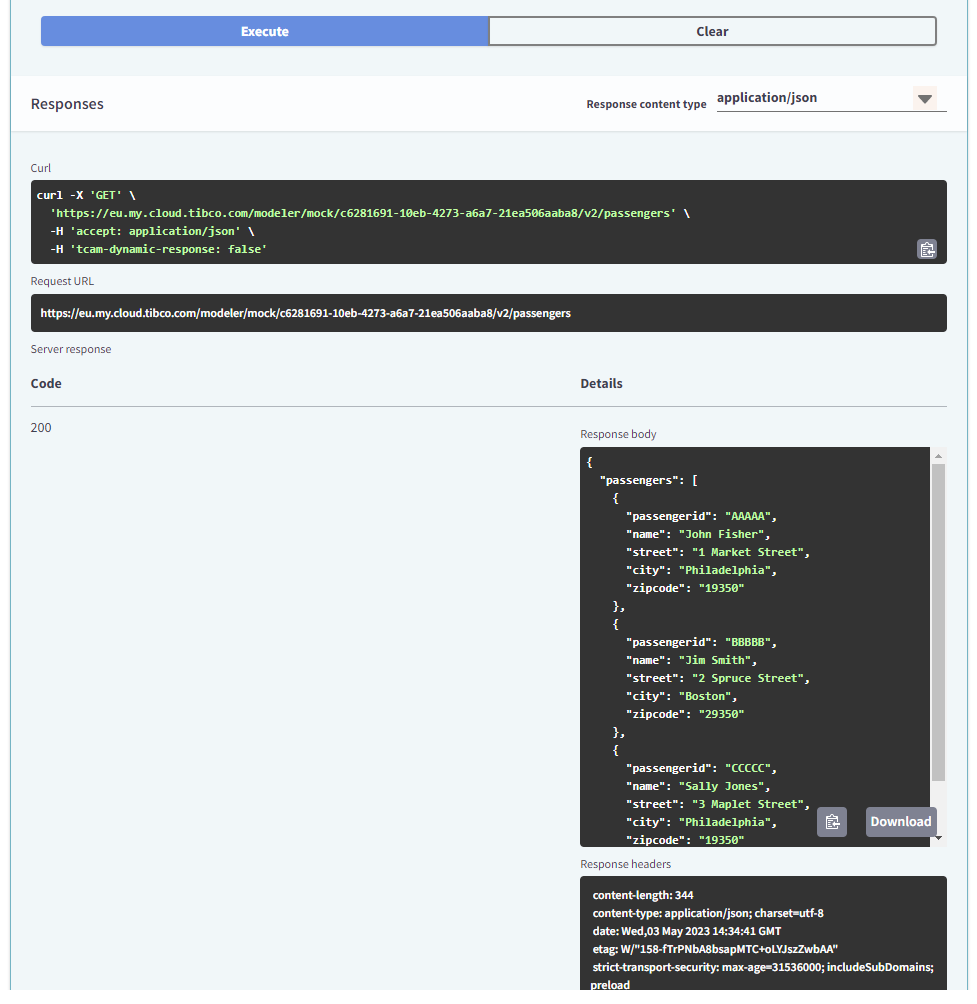 Execute
Clear
Responses
Response content type
application/json
Curl
curl -X 'GET' \
'https://eu.my.cloud.tibco.com/modeler/mock/c6281691-10eb-4273-a6a7-21ea506aaba8/v2/passengers' \
-H 'accept: application/json' \
-H 'tcam-dynamic-response: false'
Request URL
https://eu.my.cloud.tibco.com/modeler/mock/c6281691-10eb-4273-a6a7-21ea506aaba8/v2/passengers
Server response
Code
Details
200
Response body
{
"passengers": [
{
"passengerid": "AAAAA",
"name": "John Fisher",
"street": "1 Market Street",
"city": "Philadelphia",
"zipcode": "19350"
},
{
"passengerid": "BBBBB",
"name": "Jim Smith",
"street": "2 Spruce Street",
"city": "Boston",
"zipcode": "29350"
},
{
"passengerid": "CCCCC",
"name": "Sally Jones",
"street": "3 Maplet Street",
"city": "Philadelphia",
"zipcode": "19350"
Download
Response headers
content-length: 344
content-type: application/json; charset=utf-8
date: Wed,03 May 2023 14:34:41 GMT
etag: W/"158-fTrPNbA8bsapMTC+oLYJszZwbAA"
strict-transport-security: max-age=31536000; includeSubDomains;
preload